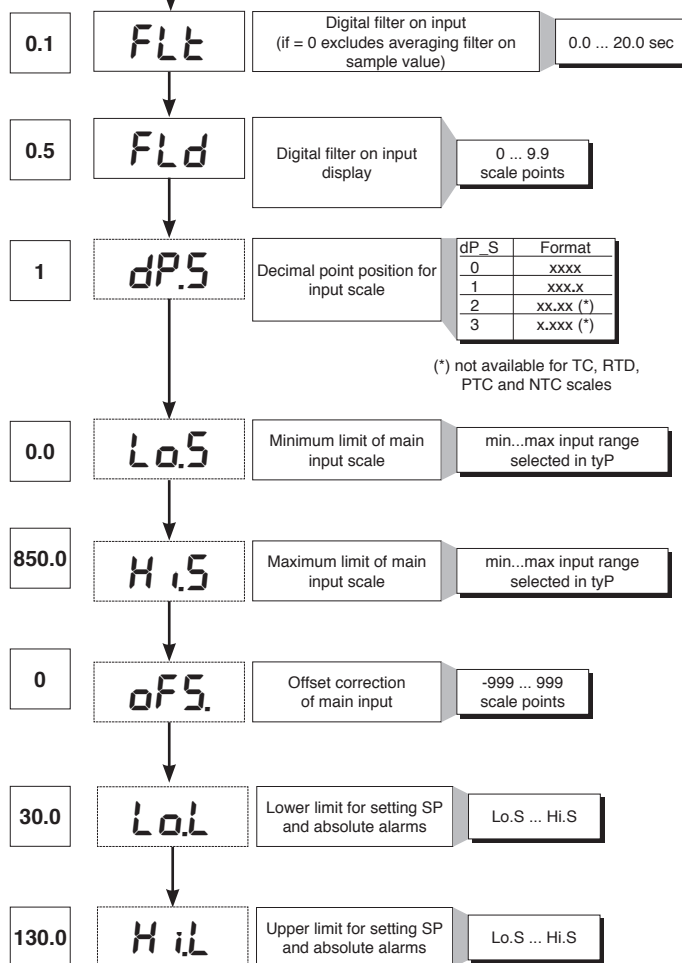 0.1
FLt
Digital filter on input
(if = 0 excludes averaging filter on
sample value)
0.0 ... 20.0 sec
0.5
FLd
Digital filter on input
display
0 ... 9.9
scale points
1
dP.S
Decimal point position for
input scale
dP_S Format
0 xxxx
1 xxx.x
2 xx.xx (*)
3 x.xxx (*)
(*) not available for TC, RTD,
PTC and NTC scales
0.0
Lo.S
Minimum limit of main
input scale
min...max input range
selected in tyP
850.0
Hi.S
Maximum limit of main
input scale
min...max input range
selected in tyP
0
oFS.
Offset correction
of main input
-999 ... 999
scale points
30.0
Lo.L
Lower limit for setting SP
and absolute alarms
Lo.S ... Hi.S
130.0
Hi.L
Upper limit for setting SP
and absolute alarms
Lo.S ... Hi.S